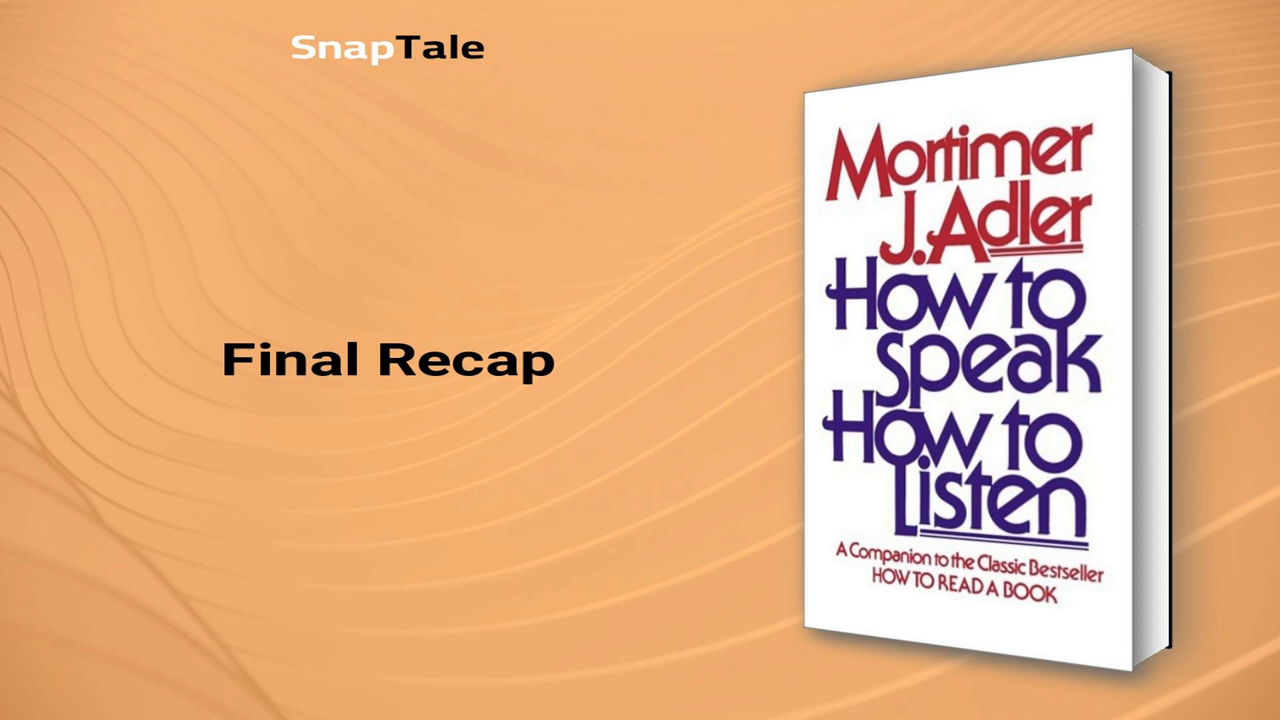 SnapTale
Final Recap
Mortimer
J. Adler
How to
speak
How to
Listen
A Companion to the Classic Bestseller
HOW TO READ A BOOK